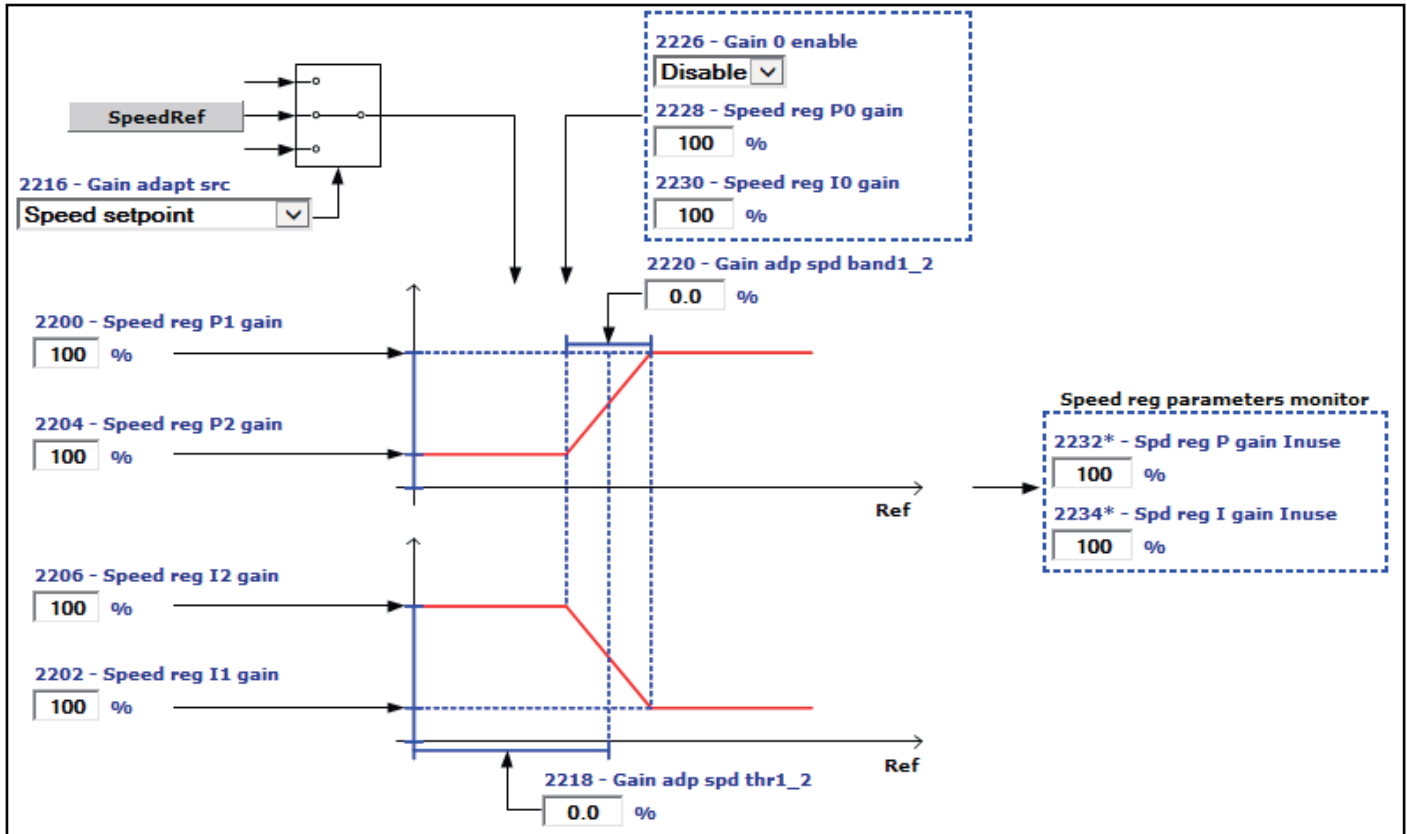 2226 - Gain 0 enable
Disable
2228 - Speed reg P0 gain
100 %
2230 - Speed reg I0 gain
100 %
SpeedRef
2216 - Gain adapt src
Speed setpoint
2220 - Gain adp spd band1_2
0.0 %
2200 - Speed reg P1 gain
100 %
2204 - Speed reg P2 gain
100 %
Ref
Speed reg parameters monitor
2232* - Spd reg P gain Inuse
100 %
2234* - Spd reg I gain Inuse
100 %
2206 - Speed reg I2 gain
100 %
2202 - Speed reg I1 gain
100 %
Ref
2218 - Gain adp spd thr1_2
0.0 %